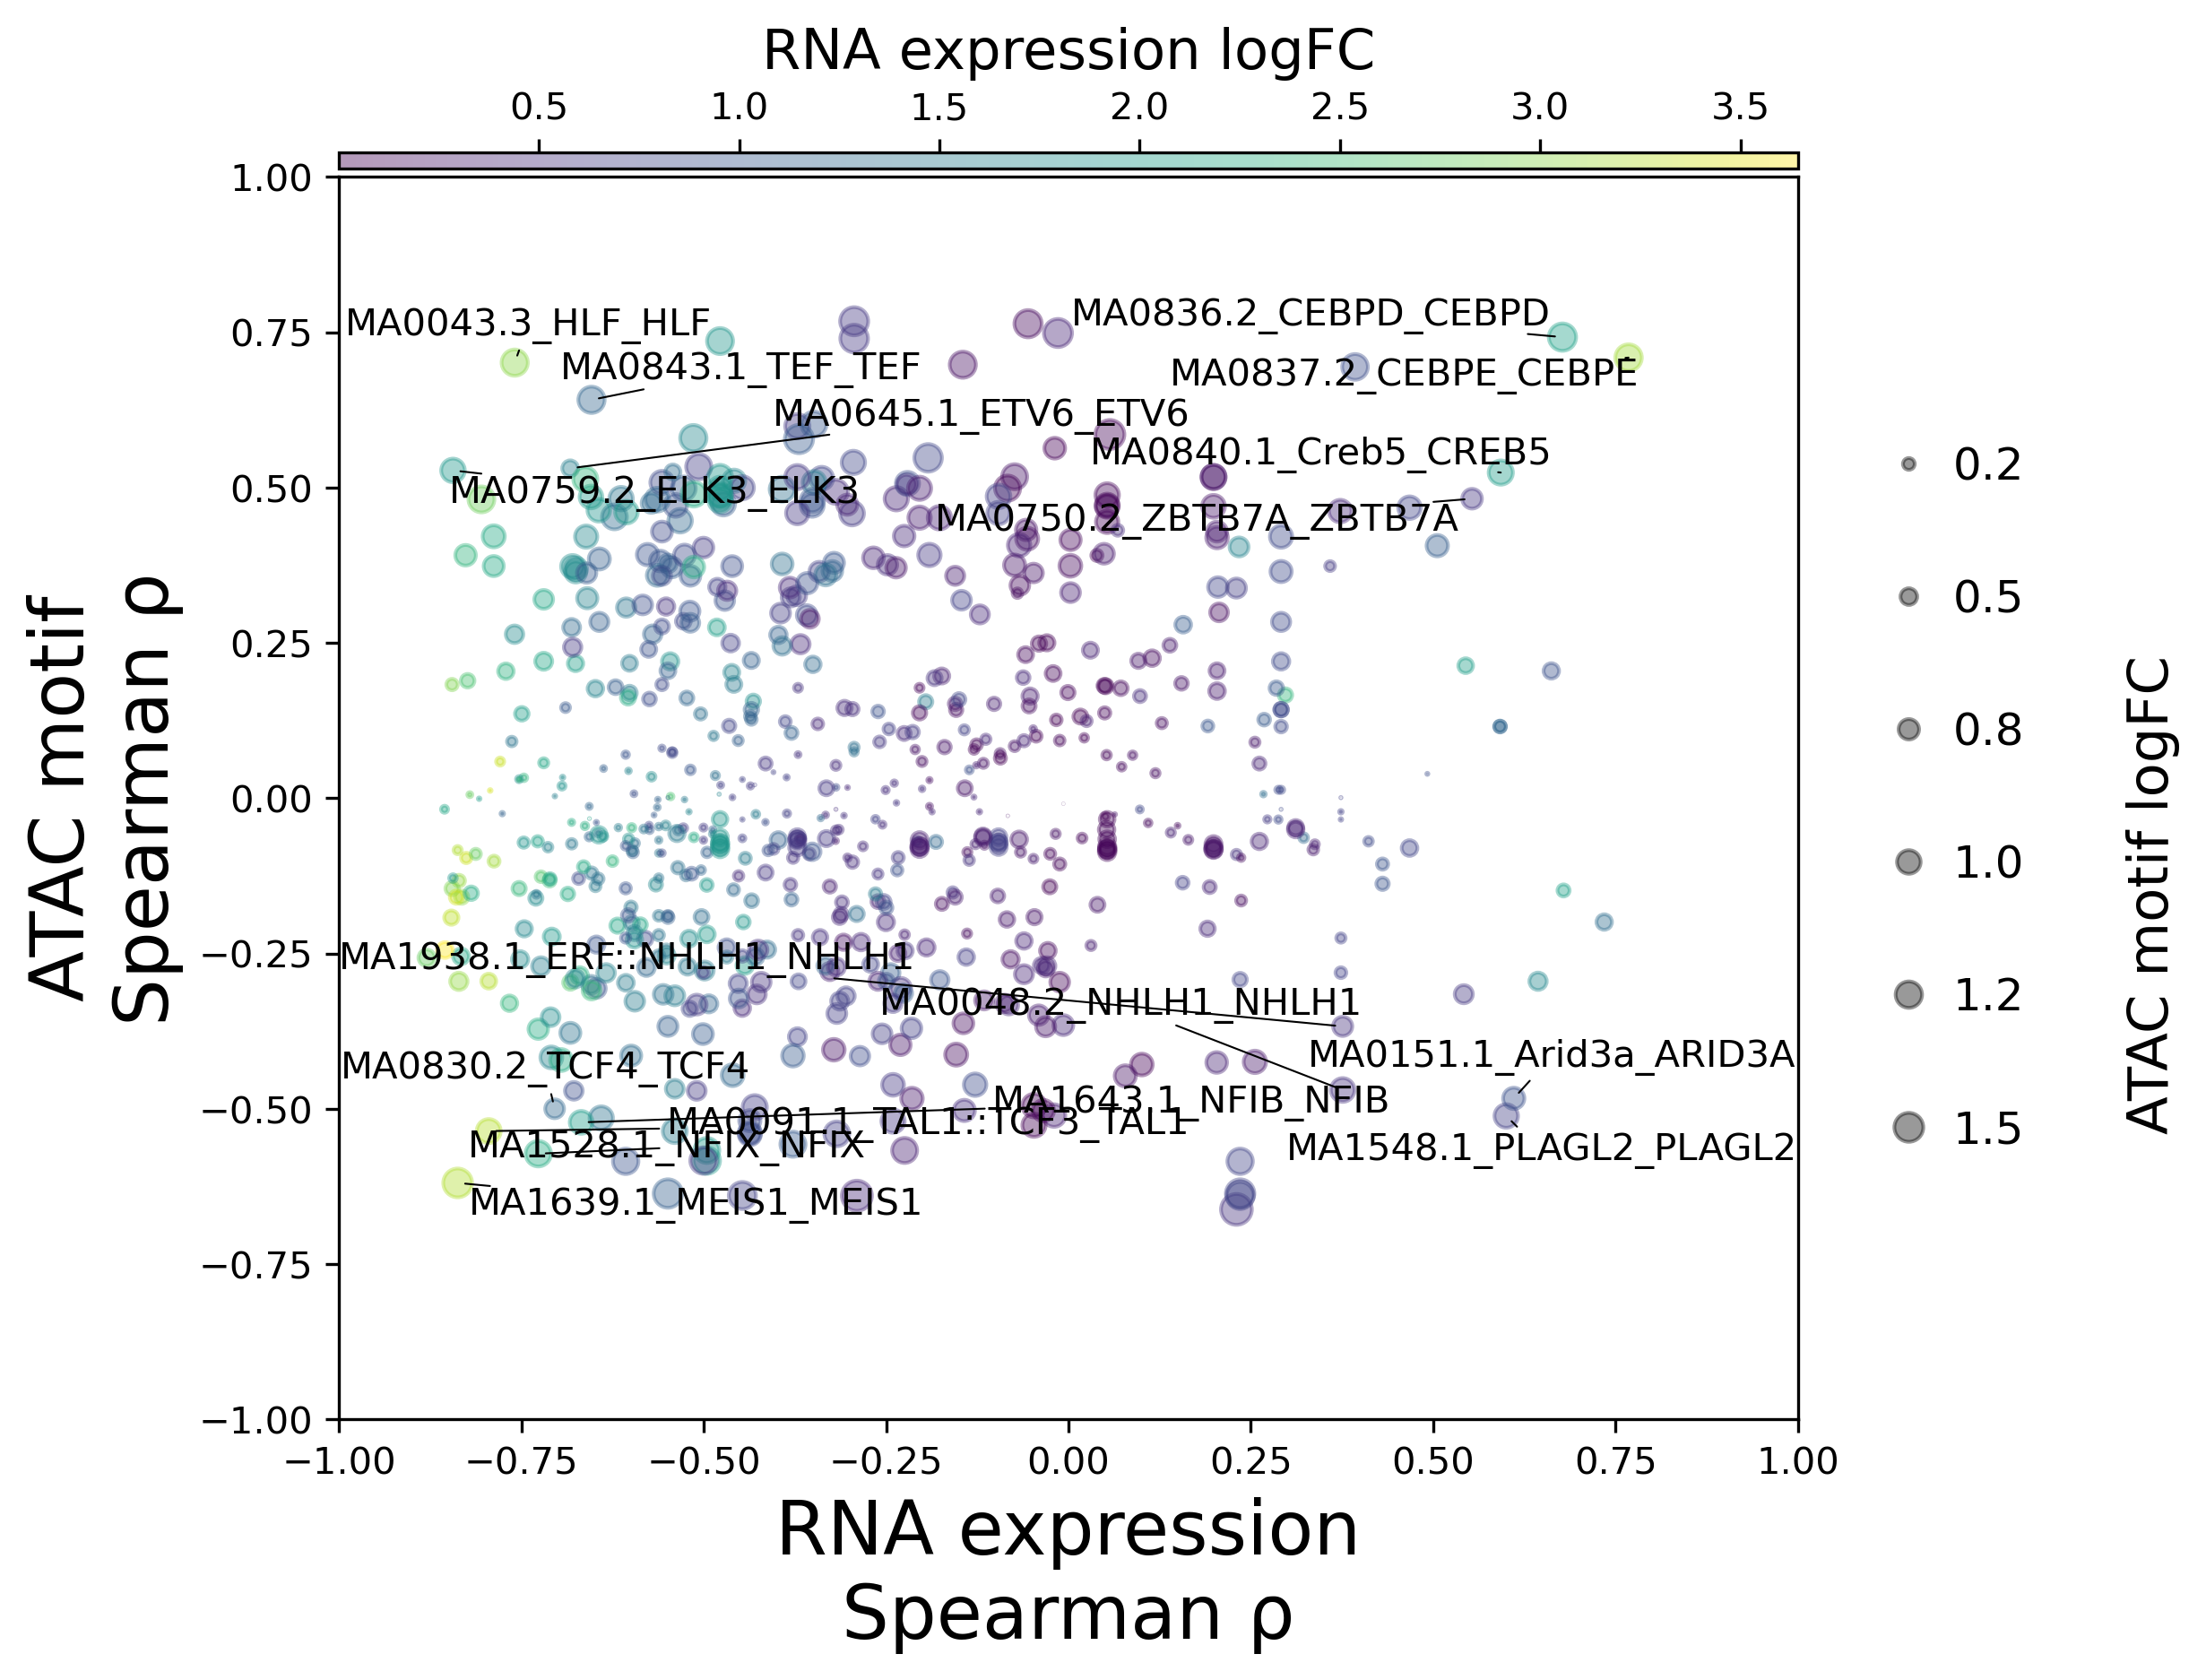 RNA expression logFC
0.5 1.0 1.5 2.0 2.5 3.0 3.5
ATAC motif
Spearman ρ
1.00
0.75
0.50
0.25
0.00
−0.25
−0.50
−0.75
−1.00
MA0043.3_HLF_HLF
MA0836.2_CEBPD_CEBPD
MA0843.1_TEF_TEF
MA0837.2_CEBPE_CEBPE
MA0645.1_ETV6_ETV6
MA0840.1_Creb5_CREB5
MA0759.2_ELK3_ELK3
MA0750.2_ZBTB7A_ZBTB7A
MA1938.1_ERF::NHLH1_NHLH1
MA0048.2_NHLH1_NHLH1
MA0151.1_Arid3a_ARID3A
MA0830.2_TCF4_TCF4
MA1643.1_NFIB_NFIB
MA0091.1_TAL1::TCF3_TAL1
MA1528.1_NFIX_NFIX
MA1548.1_PLAGL2_PLAGL2
MA1639.1_MEIS1_MEIS1
−1.00 −0.75 −0.50 −0.25 0.00 0.25 0.50 0.75 1.00
RNA expression
Spearman ρ
0.2
0.5
0.8
1.0
1.2
1.5
ATAC motif logFC